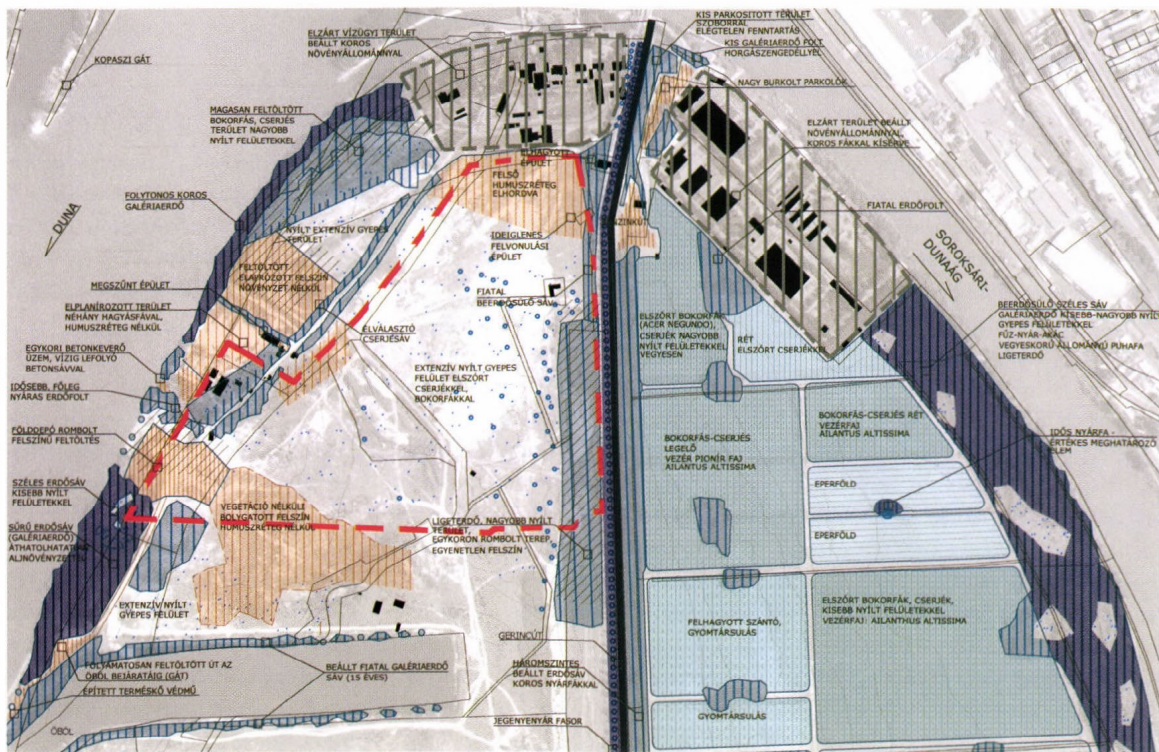 KOPASZI GÁT
ELZÁRT VÍZÜGYI TERÜLET
BEÁLLT KOROS
NÖVÉNYÁLLOMÁNNYAL
KIS PARKOSITOTT TERÜLET
SZOBORRAL
ELÉGTELEN FENNTARTÁS
KIS GALÉRIAERDŐ FOLT
HORGÁSZENGEDÉLLYEL
NAGY BURKOLT PARKOLÓK
MAGASAN FELTÖLTÖTT
BOKORFÁS, CSERJÉS
TERÜLET NAGYOBB
NYÍLT FELÜLETEKKEL
ELZÁRT TERÜLET BEÁLLT
NÖVÉNYÁLLOMÁNNYAL,
KOROS FÁKKAL KÍSÉRVE
ELHAGYOTT
ÉPÜLET
FELSŐ
HUMUSZRÉTEG
ELHORDVA
FOLYTONOS KOROS
GALÉRIAERDŐ
FIATAL ERDŐFOLT
DUNA
NYÍLT EXTENZÍV GYEPES
TERÜLET
IDEIGLENES
FELVONULÁSI
ÉPÜLET
SOROKSÁRI-
DUNAÁG
FELTÖLTÖTT
NÖVÉNYZET NÉLKÜL
MEGSZŰNT ÉPÜLET
ELPLANÍROZOTT TERÜLET
NÉHÁNY MAGYÁSFÁVAL,
HUMUSZRÉTEG NÉLKÜL
FIATAL
BEERDŐSÜLŐ SÁV
ELVÁLASZTÓ
CSERJÉSÁV
ELSZÓRT BOKORFÁK
(ACER NEGUNDO),
CSERJÉK NAGYOBB
NYÍLT FELÜLETEKKEL
VEGYESEN
RÉT
ELSZÓRT CSERJÉKKEL
BEERDŐSÜLŐ SZÉLES SÁV
GALÉRIAERDŐ KISEBB-NAGYOBB NYÍLT
GYEPES FELÜLETEKKEL
FŰZ-NYÁR-AKÁC
VEGYESKORÚ ÁLLOMÁNYÚ PUHAFA
LIGETERDŐ
EGYKORI BETONKEVERŐ
ÜZEM, VÍZIG LEFOLYÓ
BETONSÁVVAL
EXTENZÍV NYÍLT GYEPES
FELÜLET ELSZÓRT
CSERJÉKKEL,
BOKORFÁKKAL
IDŐSEBB, FŐLEG
NYÁRAS ERDŐFOLT
BOKORFÁS-CSERJÉS RÉT
VEZÉRFAJ
AILANTUS ALTISSIMA
FÖLDDEPÓ ROMBOLT
FELSZÍNŰ FELTÖLTÉS
BOKORFÁS-CSERJÉS
LEGELŐ
VEZÉR PIONÍR FAJ
AILANTUS ALTISSIMA
IDŐS NYÁRFA -
ÉRTÉKES MEGHATÁROZÓ
ELEM
SZÉLES ERDŐSÁV
KISEBB NYÍLT
FELÜLETEKKEL
EPERFÖLD
VEGETÁCIÓ NÉLKÜLI
BOLYGATOTT FELSZÍN
HUMUSZRÉTEG NÉLKÜL
LIGETERDŐ, NAGYOBB NYÍLT
TERÜLET,
EGYKORON ROMBOLT TEREP,
EGYENETLEN FELSZÍN
SŰRŰ ERDŐSÁV
(GALÉRIAERDŐ)
ALJNÖVÉNYZETTEL
EPERFÖLD
EXTENZÍV NYÍLT
GYEPES FELÜLET
ELSZÓRT BOKORFÁK, CSERJÉK,
KISEBB NYÍLT FELÜLETEKKEL
VEZÉRFAJ: AILANTHUS ALTISSIMA
FELHAGYOTT SZÁNTÓ,
GYOMTÁRSULÁS
GERINCÚT
FOLYAMATOSAN FELTÖLTÖTT ÚT AZ
ÖBÖL BEJÁRATÁIG (GÁT)
BEÁLLT FIATAL GALÉRIAERDŐ
SÁV (15 ÉVES)
HÁROMSZINTES
BEÁLLT ERDŐSÁV
KOROS NYÁRFÁKKAL
ÉPÍTETT TERMÉSKŐ VÉDMŰ
GYOMTÁRSULÁS
JEGENYENYÁR FASOR
ÖBÖL